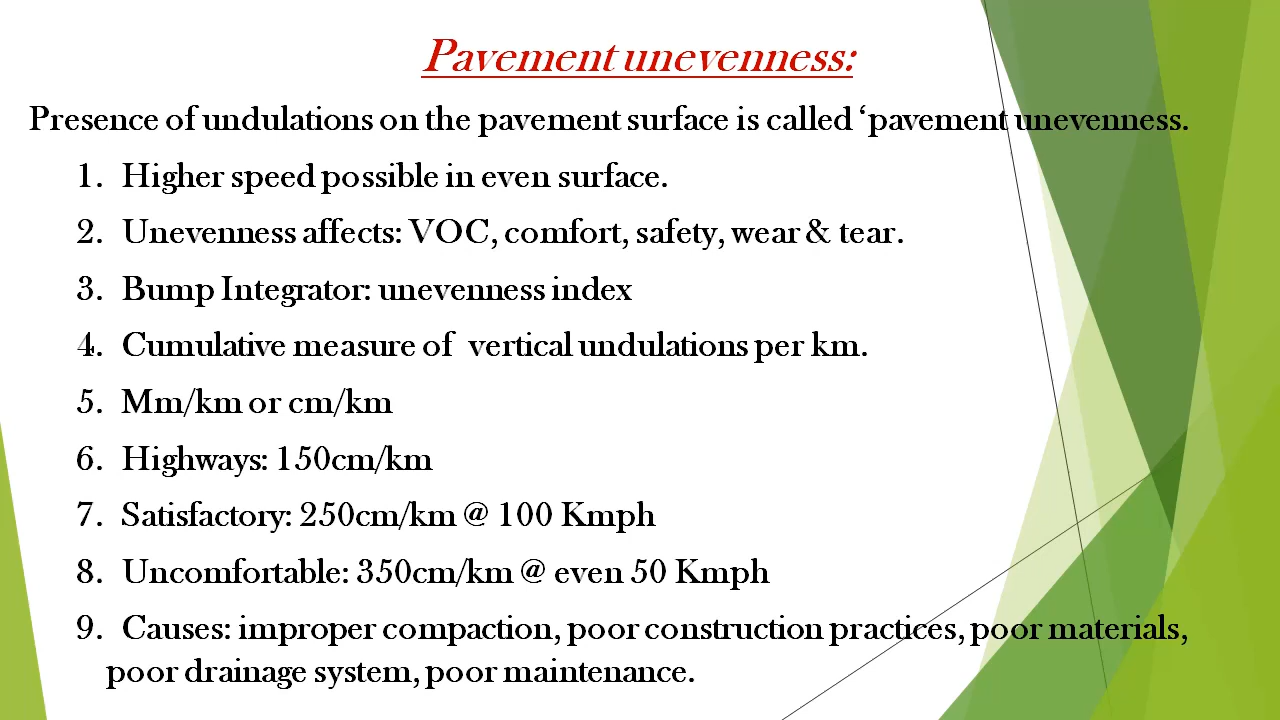 Pavement unevenness:
Presence of undulations on the pavement surface is called ‘pavement unevenness.
1. Higher speed possible in even surface.
2. Unevenness affects: VOC, comfort, safety, wear & tear.
3. Bump Integrator: unevenness index
4. Cumulative measure of vertical undulations per km.
5. Mm/km or cm/km
6. Highways: 150cm/km
7. Satisfactory: 250cm/km @ 100 Kmph
8. Uncomfortable: 350cm/km @ even 50 Kmph
9. Causes: improper compaction, poor construction practices, poor materials,
poor drainage system, poor maintenance.